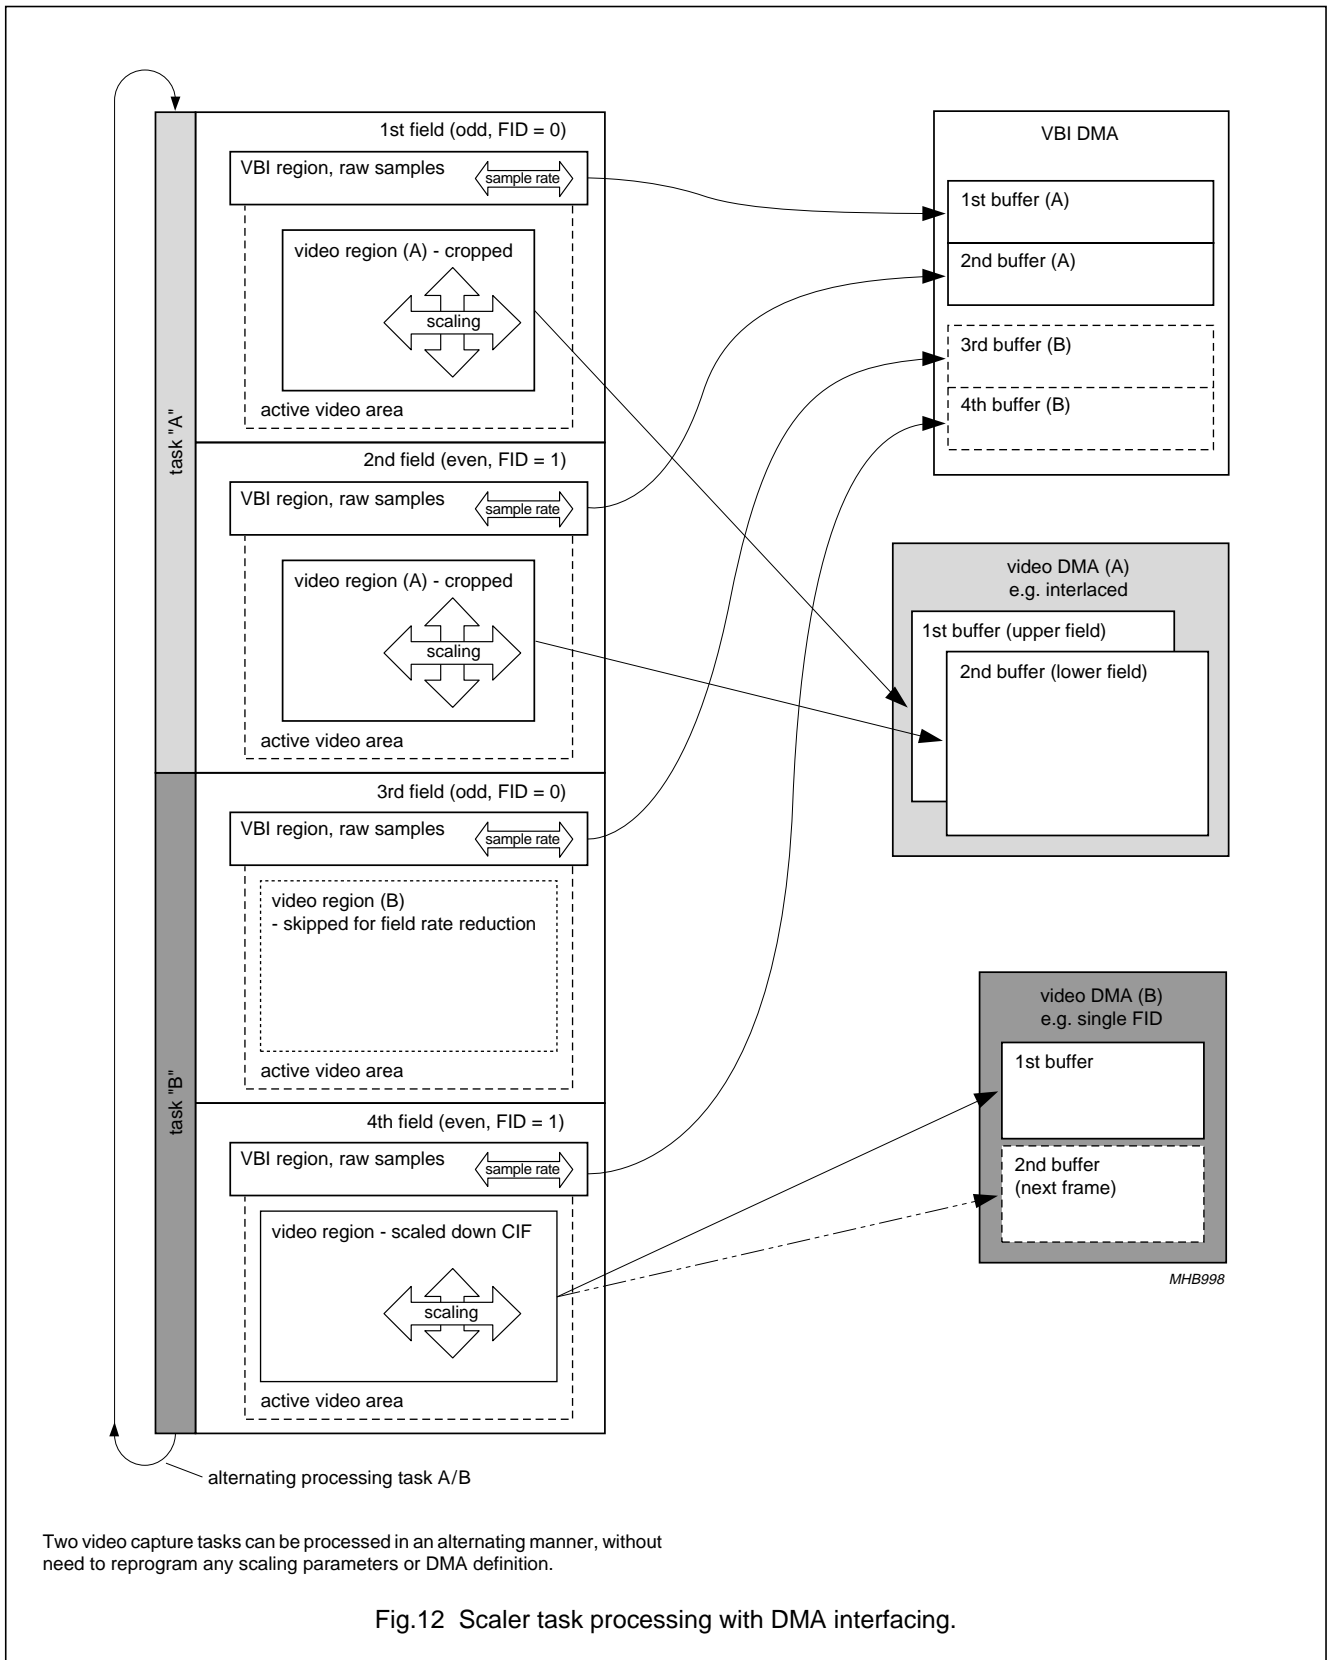 1st field (odd, FID = 0)
VBI region, raw samples
sample rate
video region (A) - cropped
scaling
active video area
task "A"
2nd field (even, FID = 1)
VBI region, raw samples
sample rate
video region (A) - cropped
scaling
active video area
3rd field (odd, FID = 0)
VBI region, raw samples
sample rate
video region (B)
- skipped for field rate reduction
active video area
task "B"
4th field (even, FID = 1)
VBI region, raw samples
sample rate
video region - scaled down CIF
scaling
active video area
alternating processing task A/B
VBI DMA
1st buffer (A)
2nd buffer (A)
3rd buffer (B)
4th buffer (B)
video DMA (A)
e.g. interlaced
1st buffer (upper field)
2nd buffer (lower field)
video DMA (B)
e.g. single FID
1st buffer
2nd buffer
(next frame)
MHB998
Two video capture tasks can be processed in an alternating manner, without
need to reprogram any scaling parameters or DMA definition.
Fig.12 Scaler task processing with DMA interfacing.